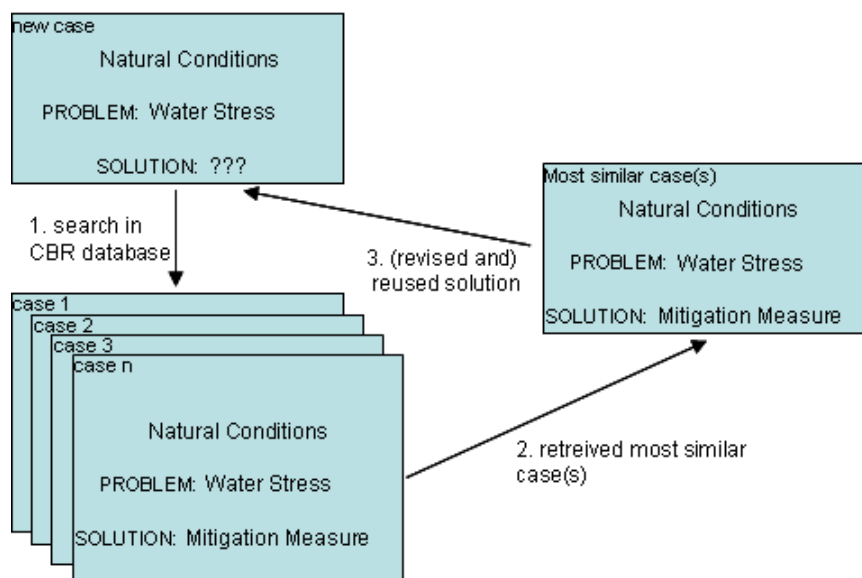 new case
Natural Conditions
PROBLEM: Water Stress
SOLUTION: ???
1. search in
CBR database
Most similar case(s)
Natural Conditions
PROBLEM: Water Stress
SOLUTION: Mitigation Measure
3. (revised and)
reused solution
case 1
case 2
case 3
case n
Natural Conditions
PROBLEM: Water Stress
SOLUTION: Mitigation Measure
2. retreived most similar
case(s)